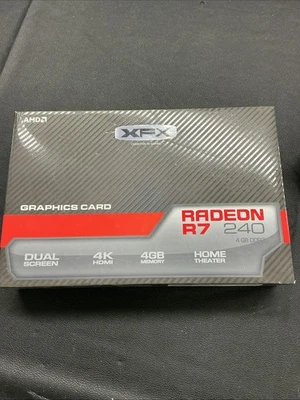 AMD
XFX
GRAPHICS CARD
RADEON
R7 240
DUAL
SCREEN
4K
HDMI
4GB
MEMORY
HOME
THEATER